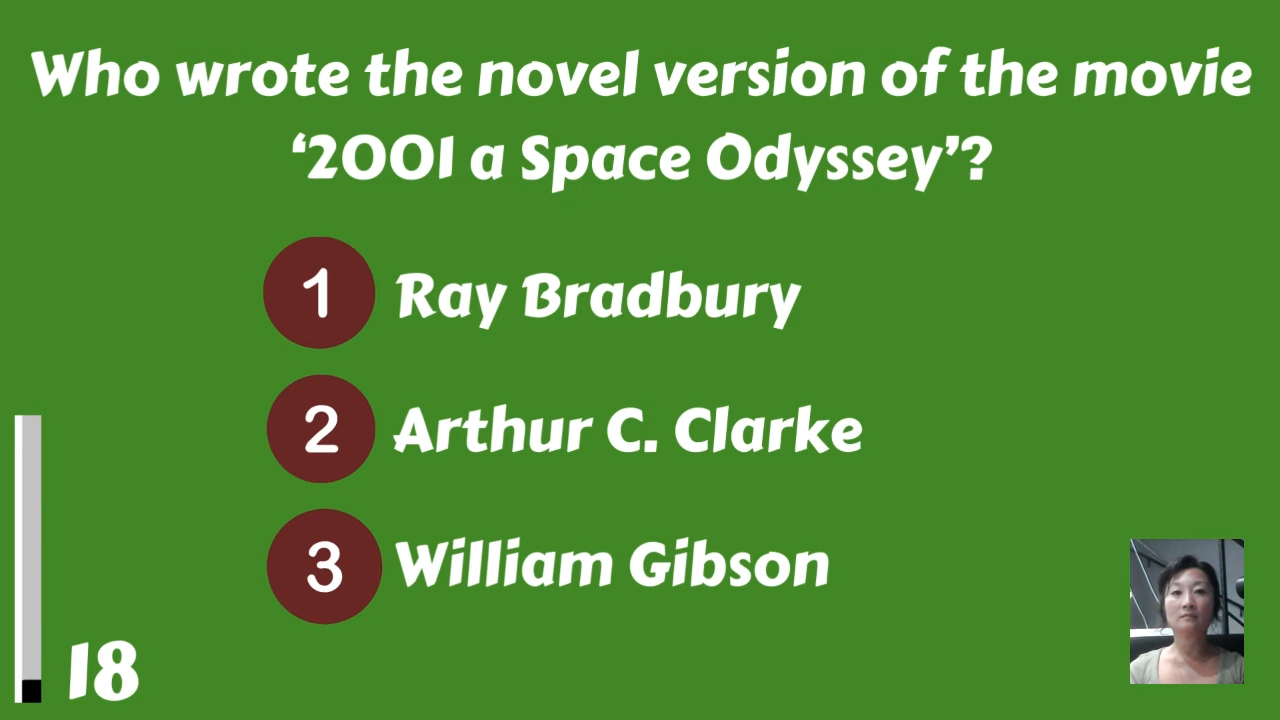 Who wrote the novel version of the movie
‘2001 a Space Odyssey’?
1 Ray Bradbury
2 Arthur C. Clarke
3 William Gibson
18